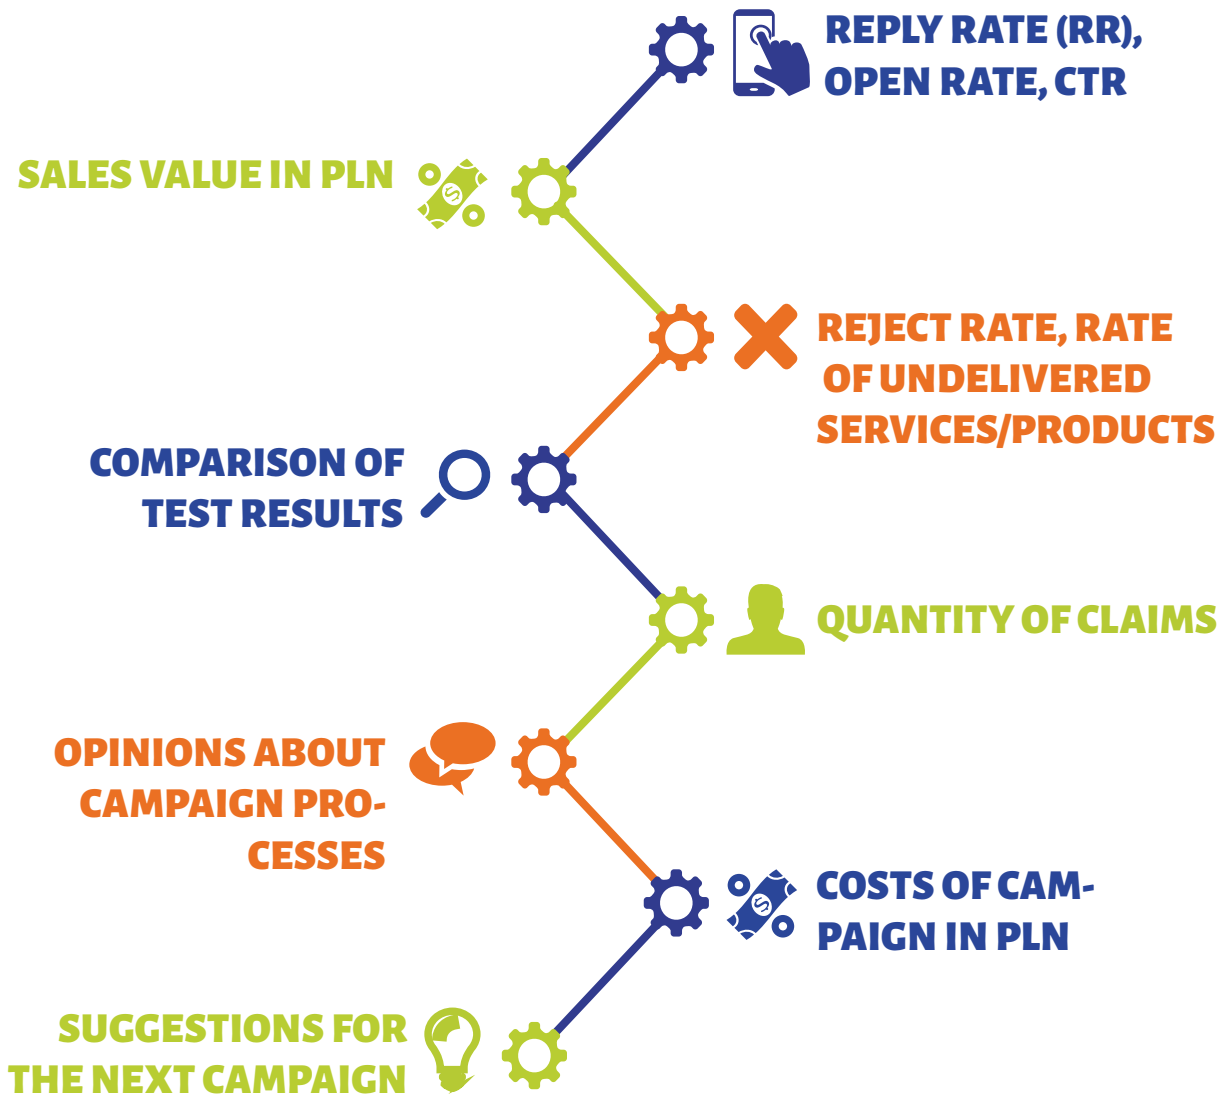 REPLY RATE (RR),
OPEN RATE, CTR
SALES VALUE IN PLN
REJECT RATE, RATE
OF UNDELIVERED
SERVICES/PRODUCTS
COMPARISON OF
TEST RESULTS
QUANTITY OF CLAIMS
OPINIONS ABOUT
CAMPAIGN PRO-
CESSES
COSTS OF CAM-
PAIGN IN PLN
SUGGESTIONS FOR
THE NEXT CAMPAIGN